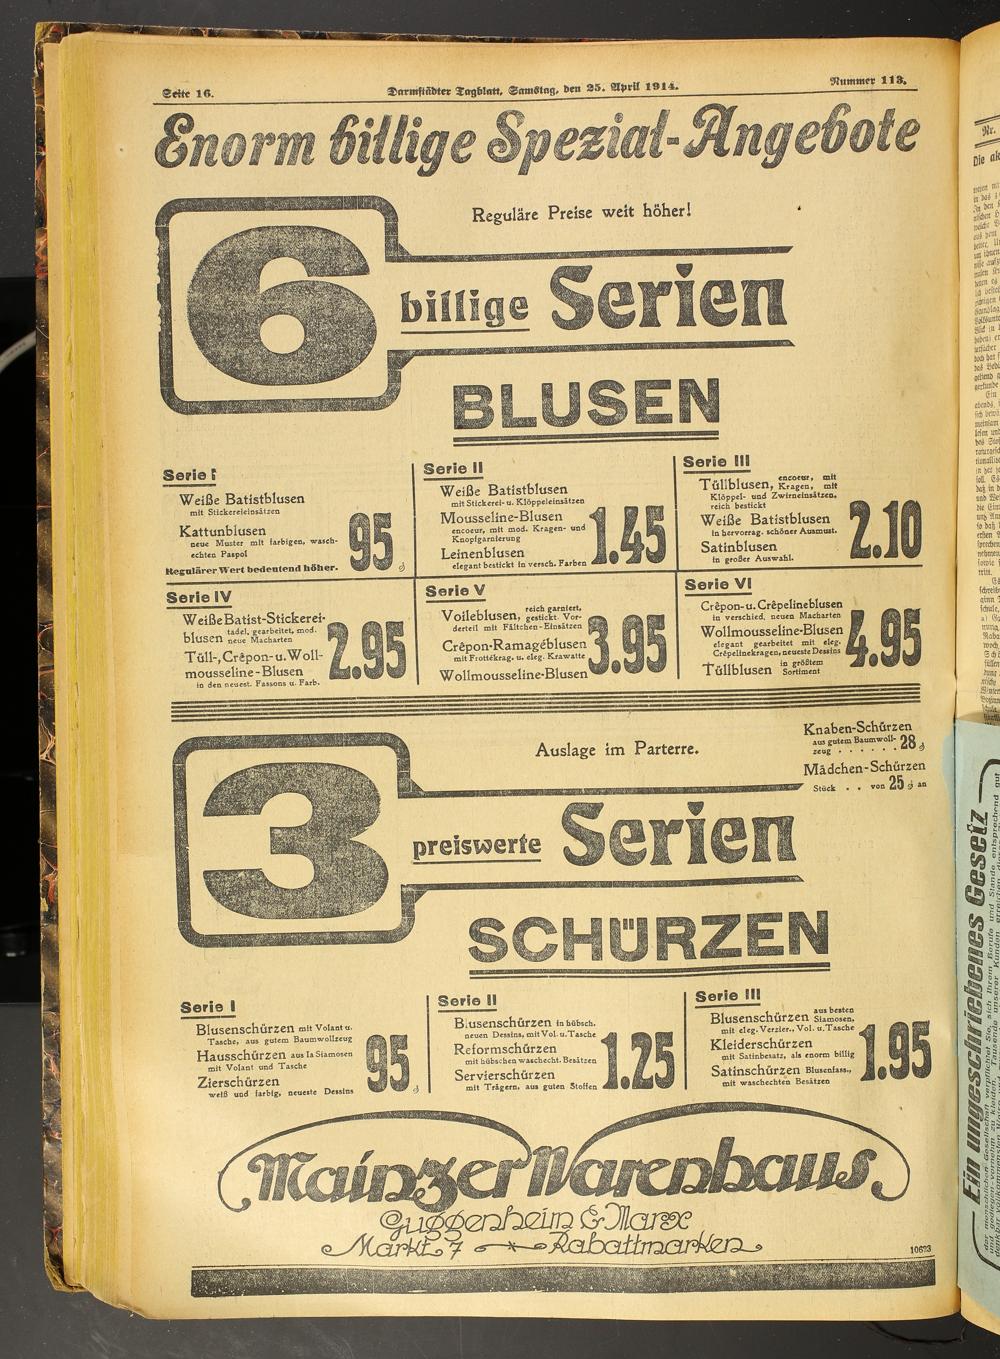 Seite 16.
Darmstädter Tagblatt, Samstag, den 25. April 1914.
Nummer 113.
Enorm billige Spezial-Angebote
Reguläre Preise weit höher!
6
billige Serien
BLUSEN
Serie I
Weiße Batistblusen
mit Stickereieinsätzen
Kattunblusen
neue Muster mit farbigen, wasch-
echten Paspol
Regulärer Wert bedeutend höher.
95 ₰
Serie II
Weiße Batistblusen
mit Stickerei- u. Klöppeleinsätzen
Mousseline-Blusen
encoeur, mit mod. Kragen- und
Knopfgarnierung
Leinenblusen
elegant bestickt in versch. Farben
1.45
Serie III
Tüllblusen, encoeur, mit
Kragen, mit
Klöppel- und Zwirneinsätzen,
reich bestickt
Weiße Batistblusen
in hervorrag. schöner Ausmust.
Satinblusen
in großer Auswahl.
2.10
Serie IV
Weiße Batist-Stickerei-
blusen tadel. gearbeitet, mod.
neue Macharten
Tüll-, Crêpon- u. Woll-
mousseline-Blusen
in den neuest. Fassons u. Farb.
2.95
Serie V
Voileblusen, reich garniert,
gestickt. Vor-
derteil mit Fältchen-Einsätzen
Crêpon-Ramagéblusen
mit Frottékrag. u. eleg. Krawatte
Wollmousseline-Blusen
3.95
Serie VI
Crêpon- u. Crêpelineblusen
in verschied. neuen Macharten
Wollmousseline-Blusen
elegant gearbeitet mit eleg.
Crêpelinekragen, neueste Dessins
Tüllblusen in größtem
Sortiment
4.95
Auslage im Parterre.
Knaben-Schürzen
aus gutem Baumwoll-
zeug . . . . . . 28 ₰
Mädchen-Schürzen
Stück . . von 25 ₰ an
3
preiswerte Serien
SCHÜRZEN
Serie I
Blusenschürzen mit Volant u.
Tasche, aus gutem Baumwollzeug
Hausschürzen aus Ia Siamosen
mit Volant und Tasche
Zierschürzen
weiß und farbig, neueste Dessins
95 ₰
Serie II
Blusenschürzen in hübsch.
neuen Dessins, mit Vol. u. Tasche
Reformschürzen
mit hübschen waschecht. Besätzen
Servierschürzen
mit Trägern, aus guten Stoffen
1.25
Serie III
Blusenschürzen aus besten
Siamosen,
mit eleg. Verzier., Vol. u. Tasche
Kleiderschürzen
mit Satinbesatz, als enorm billig
Satinschürzen Blusenfass.,
mit waschechten Besätzen
1.95
Mainzer Warenhaus
Guggenheim & Marx
Markt 7 Rabattmarken
10623
Nr.
Ein ungeschriebenes Gesetz